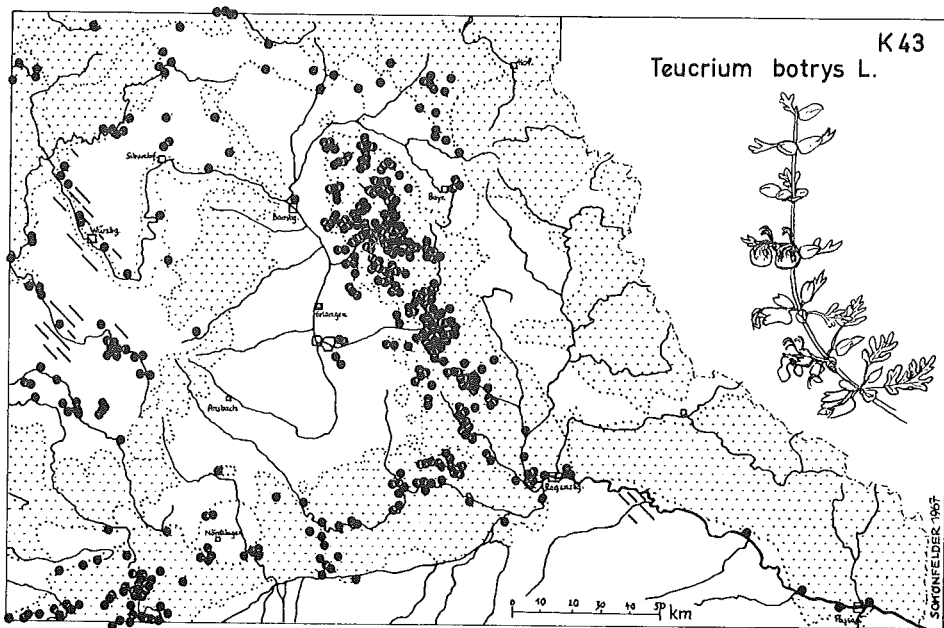 K 43
Teucrium botrys L.
Hof
Schweinf.
Bayr.
Bambg.
Würzbg.
Erlangen
Ansbach
Regensbg.
Nördlingen
0 10 20 30 40 50 km
Passau
SCHÖNFELDER 1967